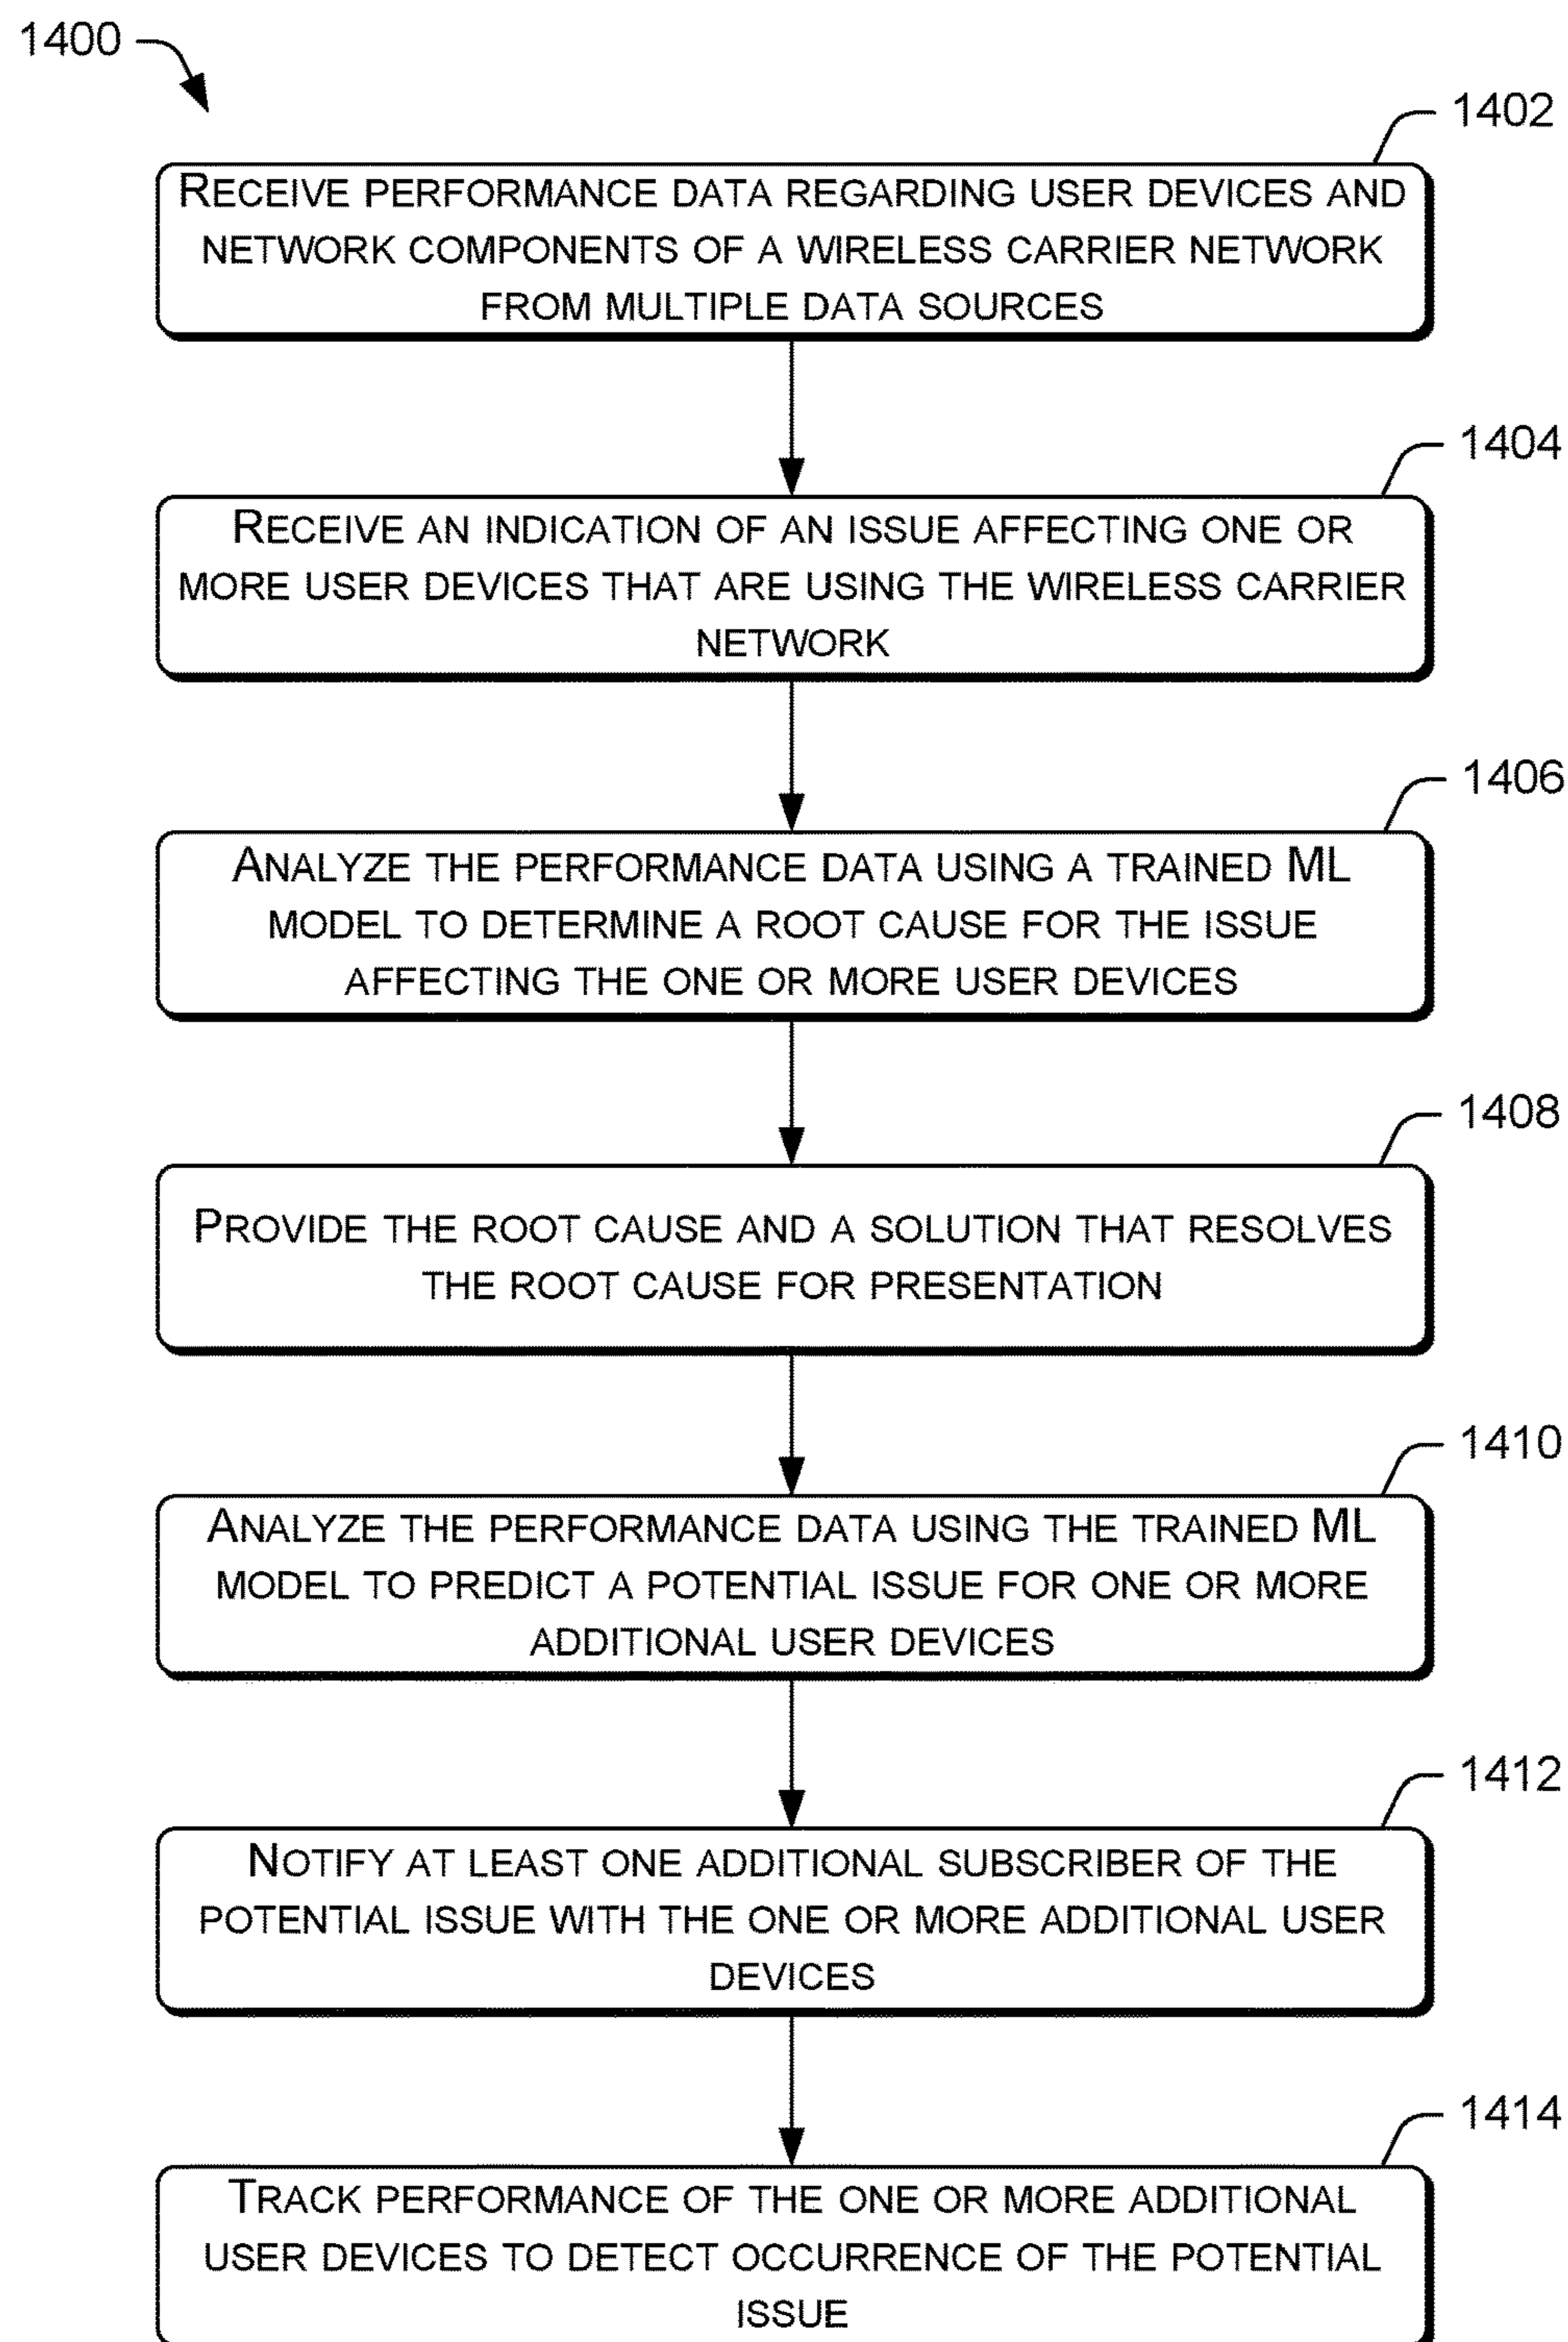 1400
1402
RECEIVE PERFORMANCE DATA REGARDING USER DEVICES AND
NETWORK COMPONENTS OF A WIRELESS CARRIER NETWORK
FROM MULTIPLE DATA SOURCES
1404
RECEIVE AN INDICATION OF AN ISSUE AFFECTING ONE OR
MORE USER DEVICES THAT ARE USING THE WIRELESS CARRIER
NETWORK
1406
ANALYZE THE PERFORMANCE DATA USING A TRAINED ML
MODEL TO DETERMINE A ROOT CAUSE FOR THE ISSUE
AFFECTING THE ONE OR MORE USER DEVICES
1408
PROVIDE THE ROOT CAUSE AND A SOLUTION THAT RESOLVES
THE ROOT CAUSE FOR PRESENTATION
1410
ANALYZE THE PERFORMANCE DATA USING THE TRAINED ML
MODEL TO PREDICT A POTENTIAL ISSUE FOR ONE OR MORE
ADDITIONAL USER DEVICES
1412
NOTIFY AT LEAST ONE ADDITIONAL SUBSCRIBER OF THE
POTENTIAL ISSUE WITH THE ONE OR MORE ADDITIONAL USER
DEVICES
1414
TRACK PERFORMANCE OF THE ONE OR MORE ADDITIONAL
USER DEVICES TO DETECT OCCURRENCE OF THE POTENTIAL
ISSUE